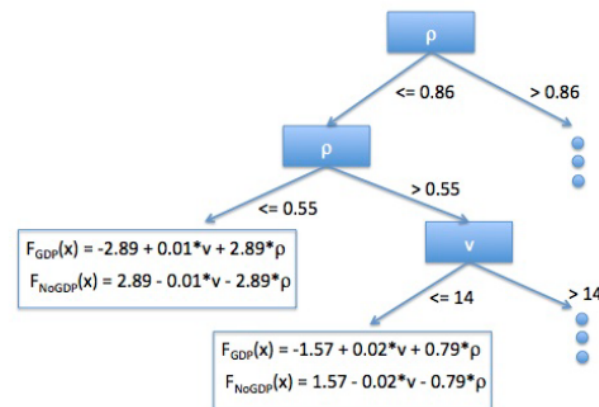 ρ
<= 0.86
> 0.86
ρ
<= 0.55
> 0.55
F_GDP(x) = -2.89 + 0.01*v + 2.89*ρ
F_NoGDP(x) = 2.89 - 0.01*v - 2.89*ρ
v
<= 14
> 14
F_GDP(x) = -1.57 + 0.02*v + 0.79*ρ
F_NoGDP(x) = 1.57 - 0.02*v - 0.79*ρ